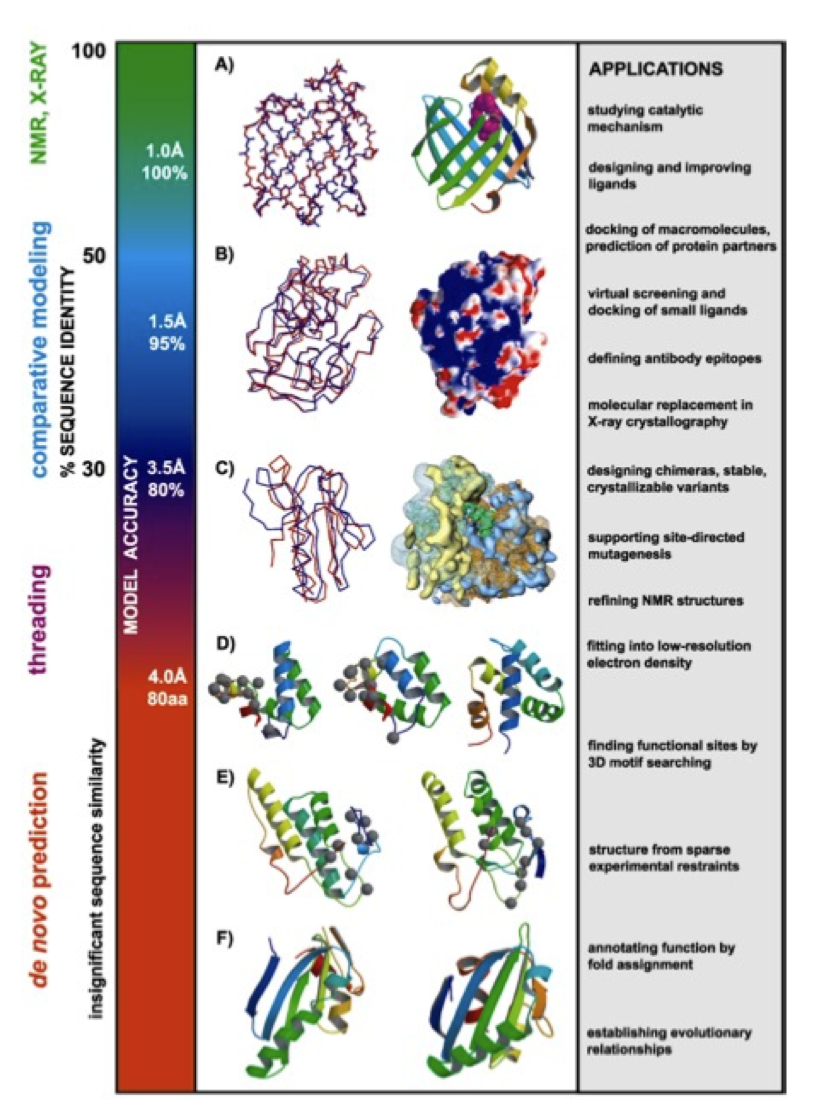 NMR, X-RAY
comparative modeling
threading
de novo prediction
% SEQUENCE IDENTITY
insignificant sequence similarity
100
50
30
MODEL ACCURACY
1.0Å
100%
1.5Å
95%
3.5Å
80%
4.0Å
80aa
A)
B)
C)
D)
E)
F)
APPLICATIONS
studying catalytic
mechanism
designing and improving
ligands
docking of macromolecules,
prediction of protein partners
virtual screening and
docking of small ligands
defining antibody epitopes
molecular replacement in
X-ray crystallography
designing chimeras, stable,
crystallizable variants
supporting site-directed
mutagenesis
refining NMR structures
fitting into low-resolution
electron density
finding functional sites by
3D motif searching
structure from sparse
experimental restraints
annotating function by
fold assignment
establishing evolutionary
relationships